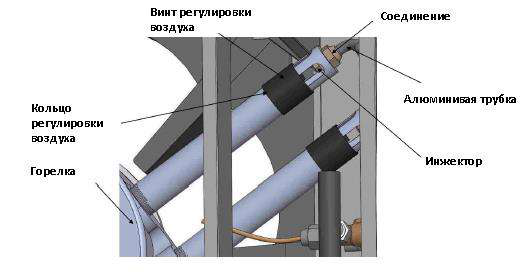 Винт регулировки
воздуха
Соединение
Кольцо
регулировки
воздуха
Алюминивая трубка
Инжектор
Горелка